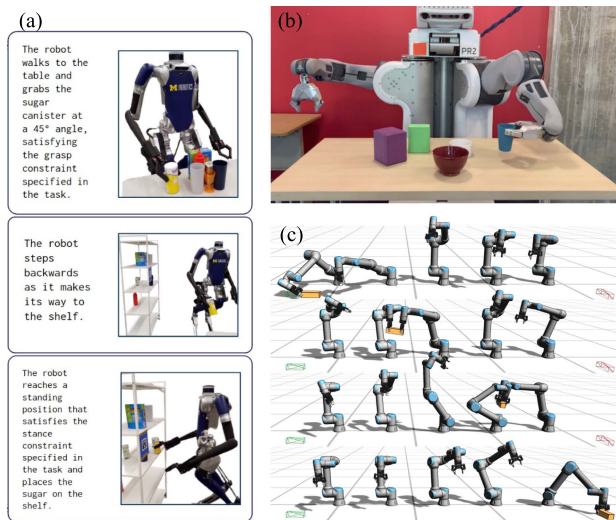 (a)
The robot
walks to the
table and
grabs the
sugar
canister at
a 45° angle,
satisfying the
grasp
constraint
specified in
the task.
The robot
steps
backwards
as it makes
its way to
the shelf.
The robot
reaches a
standing
position that
satisfies the
stance
constraint
specified in
the task and
places the
sugar on the
shelf.
(b)
PR2
(c)